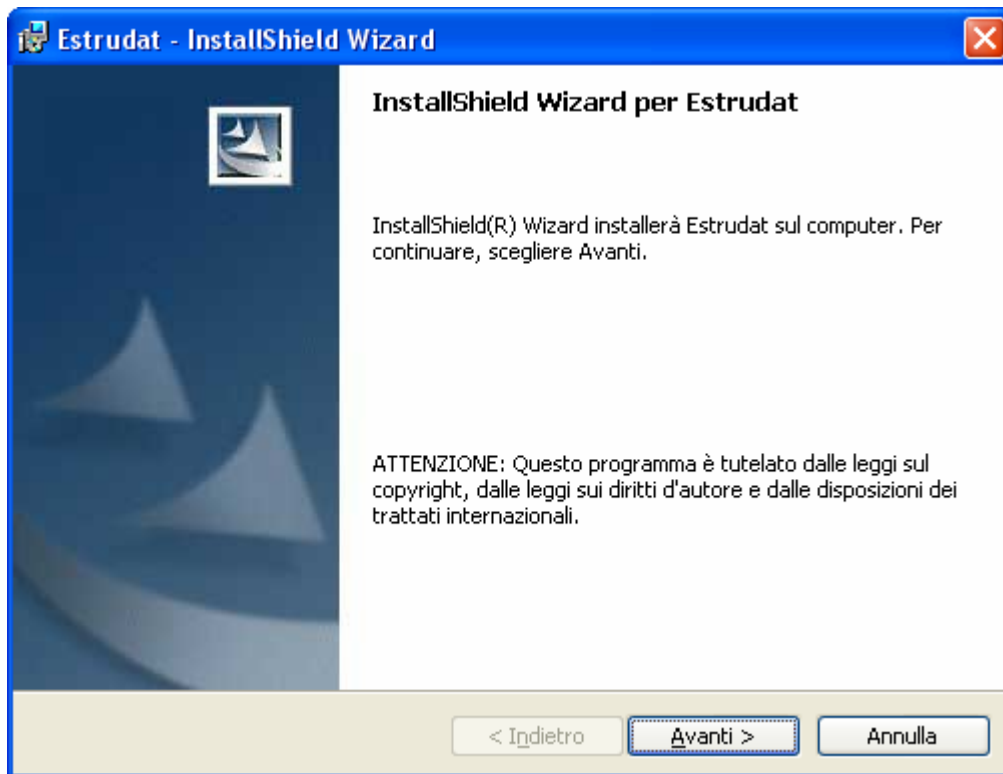 Estrudat - InstallShield Wizard
InstallShield Wizard per Estrudat
InstallShield(R) Wizard installerà Estrudat sul computer. Per
continuare, scegliere Avanti.
ATTENZIONE: Questo programma è tutelato dalle leggi sul
copyright, dalle leggi sui diritti d'autore e dalle disposizioni dei
trattati internazionali.
< Indietro Avanti > Annulla